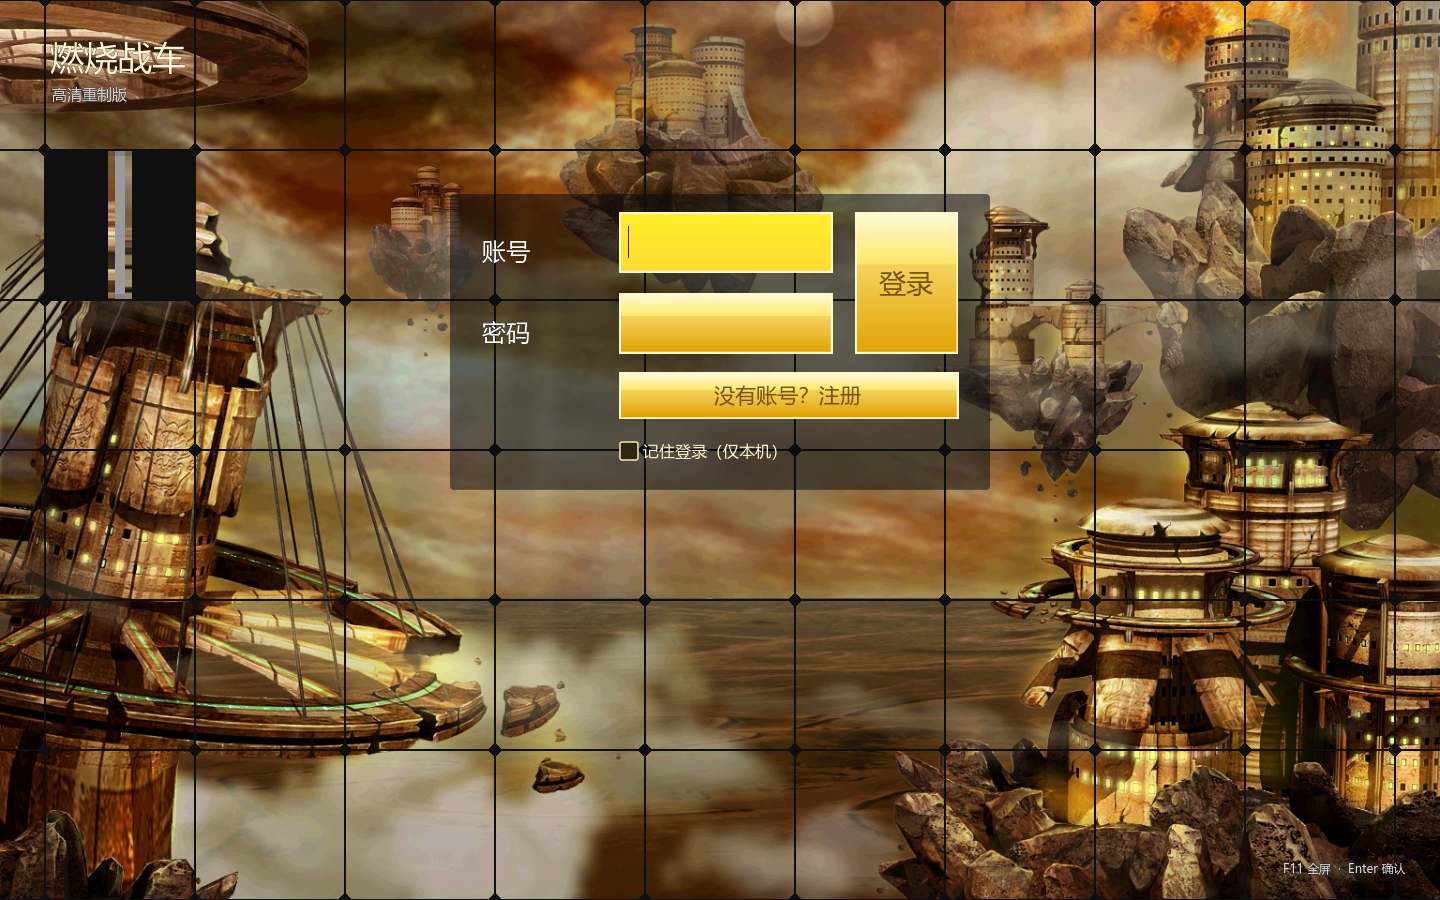 燃烧战车
高清重制版
账号
登录
密码
没有账号？注册
记住登录（仅本机）
F11 全屏 · Enter 确认